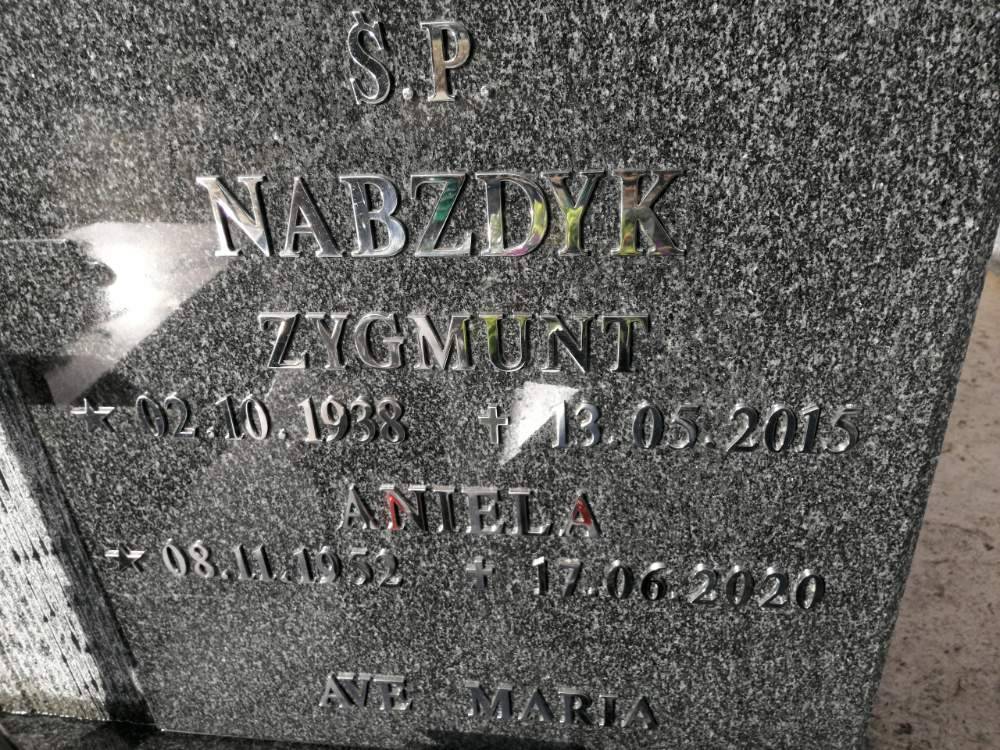 Ś.P.
NABZDYK
ZYGMUNT
☆ 02.10.1938 ✝ 13.05.2015
ANIELA
☆ 08.11.1952 ✝ 17.06.2020
AVE MARIA